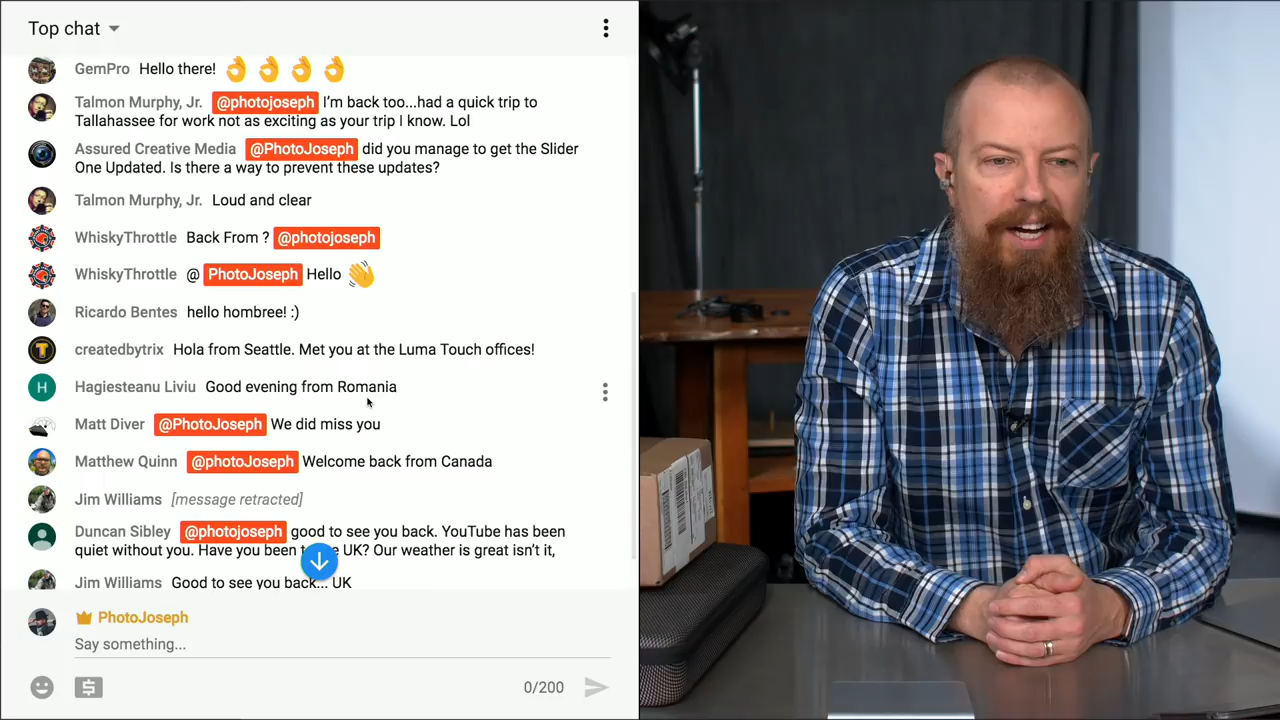 Top chat
GemPro Hello there!
Talmon Murphy, Jr. @photojoseph I'm back too...had a quick trip to
Tallahassee for work not as exciting as your trip I know. Lol
Assured Creative Media @PhotoJoseph did you manage to get the Slider
One Updated. Is there a way to prevent these updates?
Talmon Murphy, Jr. Loud and clear
WhiskyThrottle Back From ? @photojoseph
WhiskyThrottle @ PhotoJoseph Hello 👋
Ricardo Bentes hello hombree! :)
createdbytrix Hola from Seattle. Met you at the Luma Touch offices!
H Hagiesteanu Liviu Good evening from Romania
Matt Diver @PhotoJoseph We did miss you
Matthew Quinn @photoJoseph Welcome back from Canada
Jim Williams [message retracted]
Duncan Sibley @photojoseph good to see you back. YouTube has been
quiet without you. Have you been UK? Our weather is great isn't it,
Jim Williams Good to see you back... UK
PhotoJoseph
Say something...
0/200